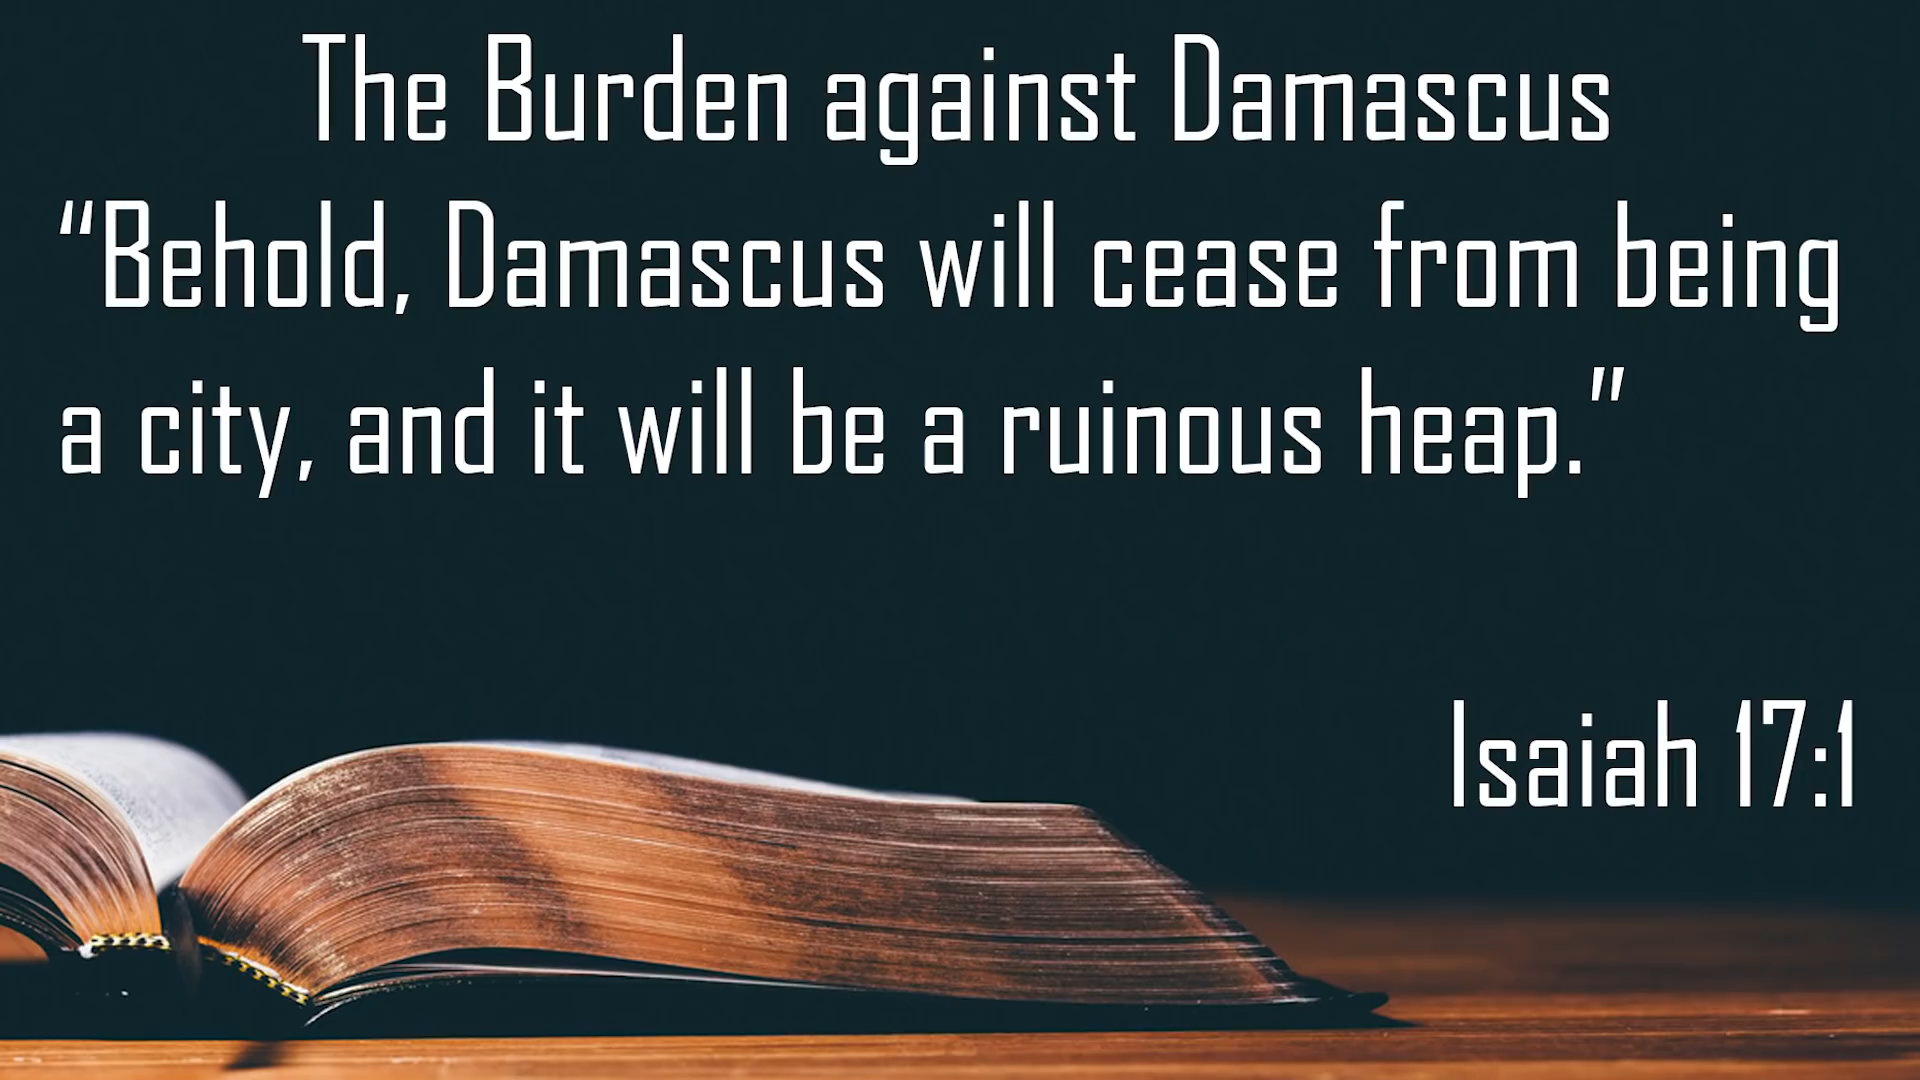 The Burden against Damascus
“Behold, Damascus will cease from being
a city, and it will be a ruinous heap.”
Isaiah 17:1